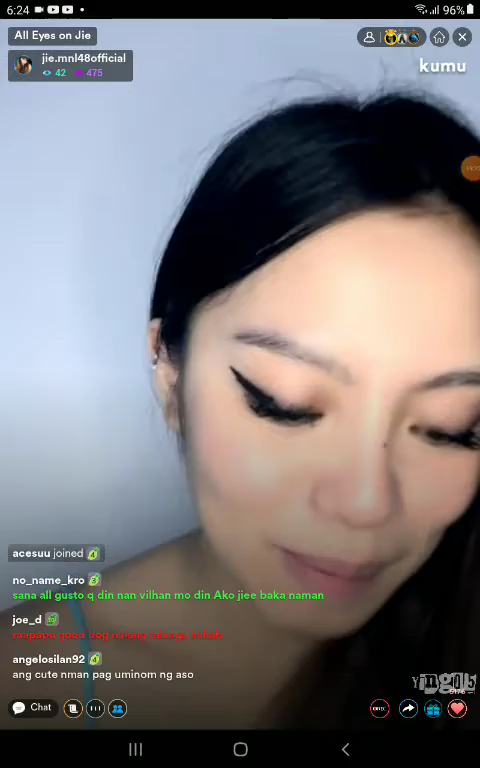 6:24
96%
All Eyes on Jie
jie.mnl48official
42 475
kumu
acesuu joined
no_name_kro
sana all gusto q din nan vilhan mo din Ako jiee baka naman
joe_d
angelosilan92
ang cute nman pag uminom ng aso
Chat